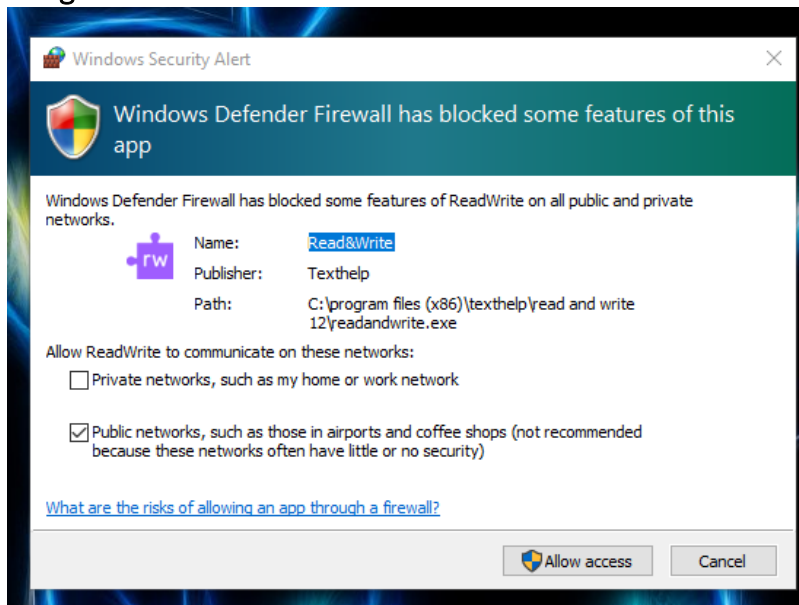 Windows Security Alert
Windows Defender Firewall has blocked some features of this
app
Windows Defender Firewall has blocked some features of ReadWrite on all public and private
networks.
rw
Name: Read&Write
Publisher: Texthelp
Path: C:\program files (x86)\texthelp\read and write
12\readandwrite.exe
Allow ReadWrite to communicate on these networks:
Private networks, such as my home or work network
Public networks, such as those in airports and coffee shops (not recommended
because these networks often have little or no security)
What are the risks of allowing an app through a firewall?
Allow access Cancel